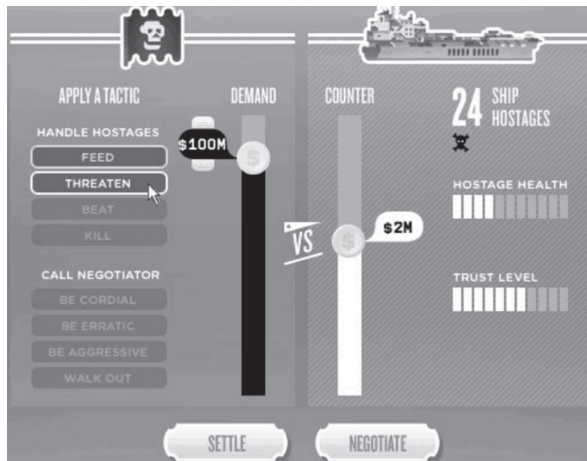 APPLY A TACTIC
DEMAND
COUNTER
24 SHIP
HOSTAGES
HANDLE HOSTAGES
$100M
FEED
THREATEN
HOSTAGE HEALTH
BEAT
KILL
VS
$2M
CALL NEGOTIATOR
TRUST LEVEL
BE CORDIAL
BE ERRATIC
BE AGGRESSIVE
WALK OUT
SETTLE
NEGOTIATE